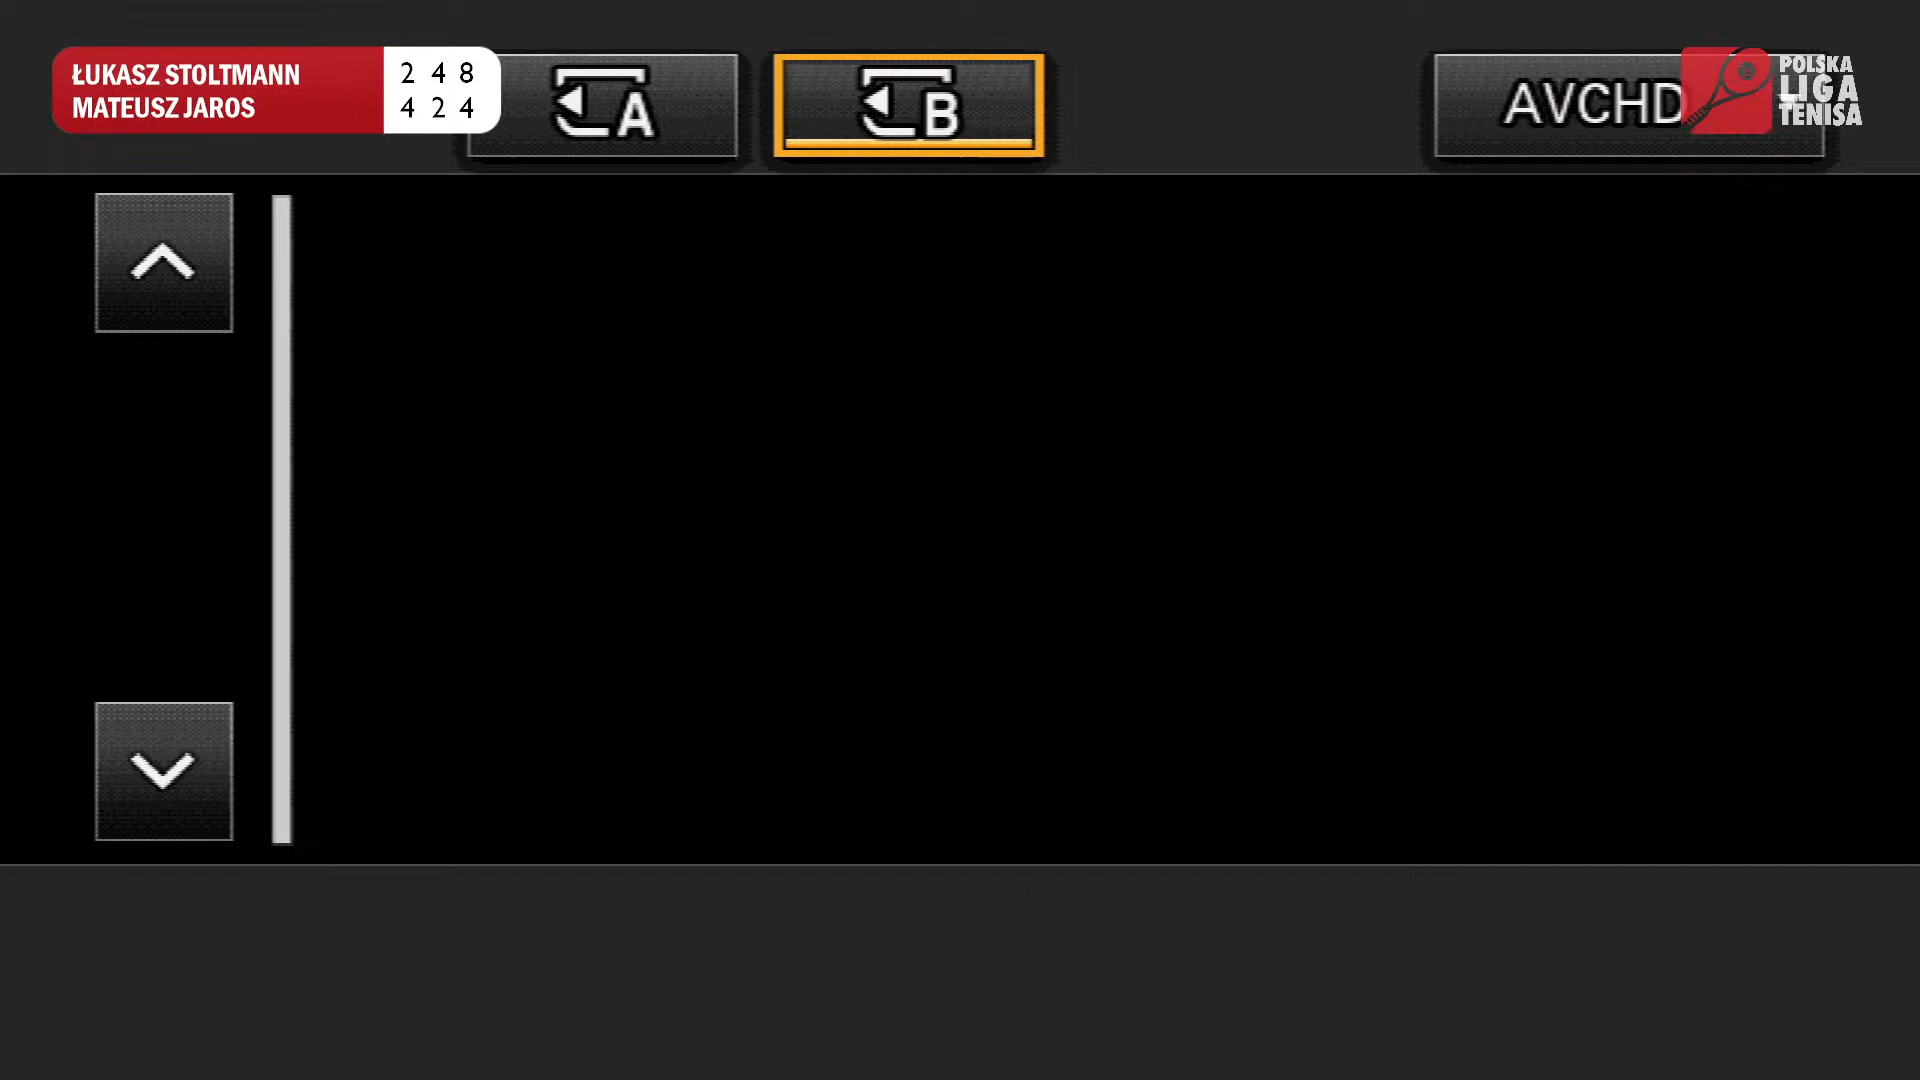 ŁUKASZ STOLTMANN 2 4 8
MATEUSZ JAROS 4 2 4
A
B
AVCHD
POLSKA
LIGA
TENISA